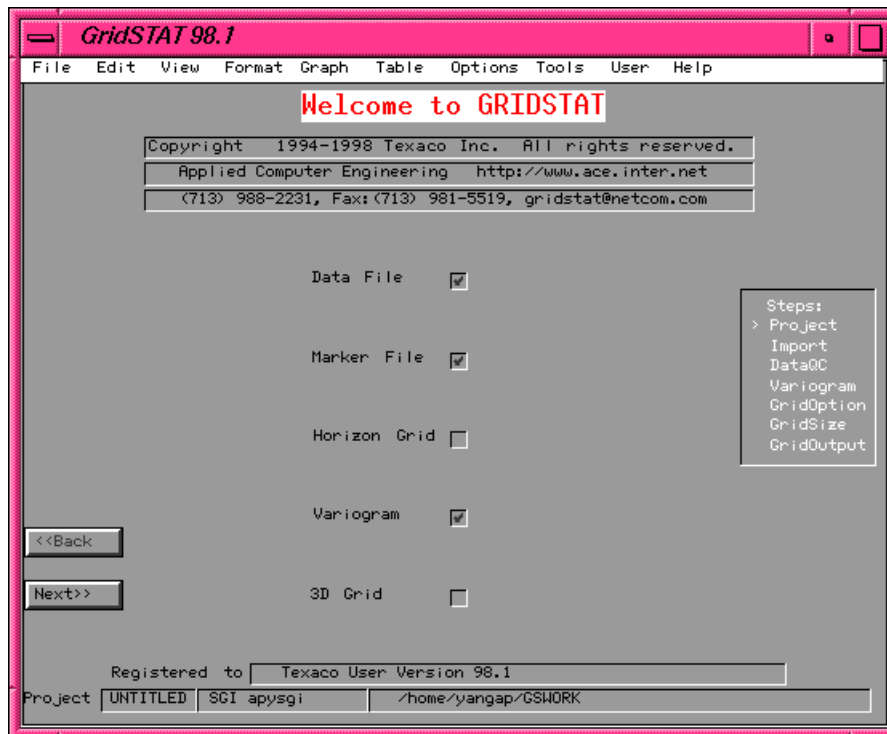 GridSTAT 98.1
File Edit View Format Graph Table Options Tools User Help
Welcome to GRIDSTAT
Copyright 1994-1998 Texaco Inc. All rights reserved.
Applied Computer Engineering http://www.ace.inter.net
(713) 988-2231, Fax:(713) 981-5519, gridstat@netcom.com
Data File
Marker File
Horizon Grid
Variogram
3D Grid
Steps:
> Project
Import
DataQC
Variogram
GridOption
GridSize
GridOutput
<<Back
Next>>
Registered to Texaco User Version 98.1
Project UNTITLED SGI apysgi /home/yangap/GSWORK